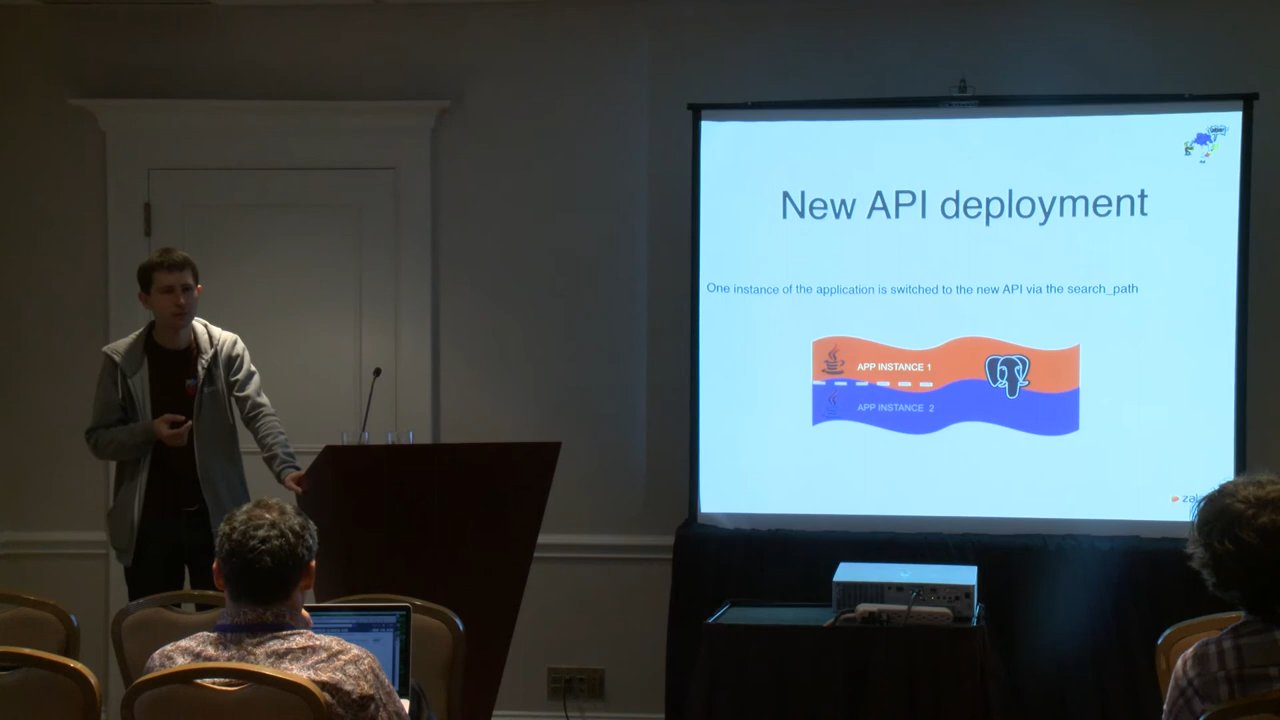 New API deployment
One instance of the application is switched to the new API via the search_path
APP INSTANCE 1
APP INSTANCE 2